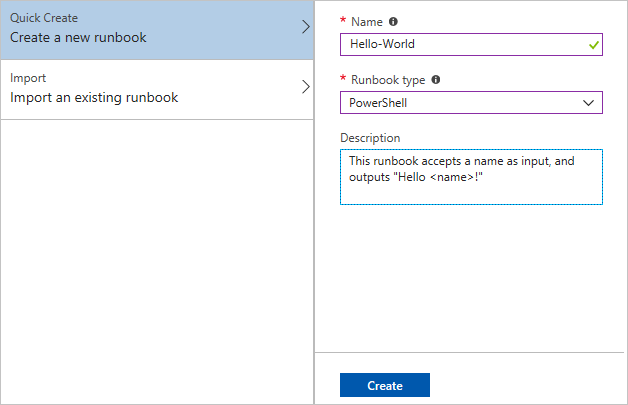 Quick Create
Create a new runbook
Import
Import an existing runbook
* Name
Hello-World
* Runbook type
PowerShell
Description
This runbook accepts a name as input, and
outputs "Hello <name>!"
Create